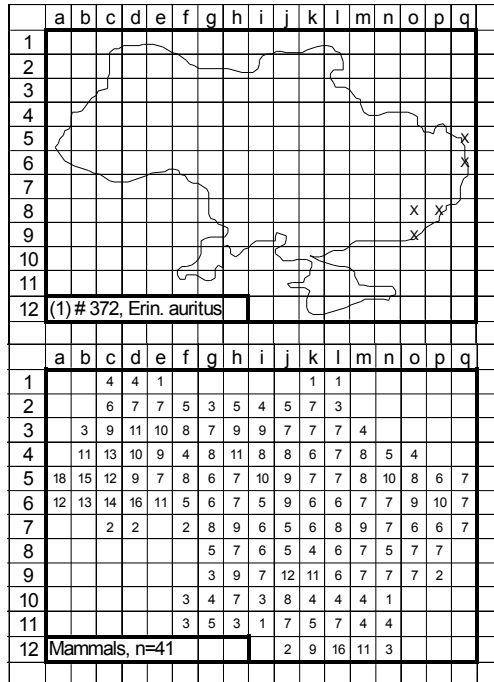 a b c d e f g h i j k l m n o p q
1
2
3
4
5 x
6 x
7
8 x x
9 x
10
11
12 (1) # 372, Erin. auritus
a b c d e f g h i j k l m n o p q
1 4 4 1 1 1
2 6 7 7 5 3 5 4 5 7 3
3 3 9 11 10 8 7 9 9 7 7 7 4
4 11 13 10 9 4 8 11 8 8 6 7 8 5 4
5 18 15 12 9 7 8 6 7 10 9 7 7 8 10 8 6 7
6 12 13 14 16 11 5 6 7 5 9 6 6 7 7 9 10 7
7 2 2 2 8 9 6 5 6 8 9 7 6 6 7
8 5 7 6 5 4 6 7 5 7 7
9 3 9 7 12 11 6 7 7 7 2
10 3 4 7 3 8 4 4 4 1
11 3 5 3 1 7 5 7 4 4
12 Mammals, n=41 2 9 16 11 3